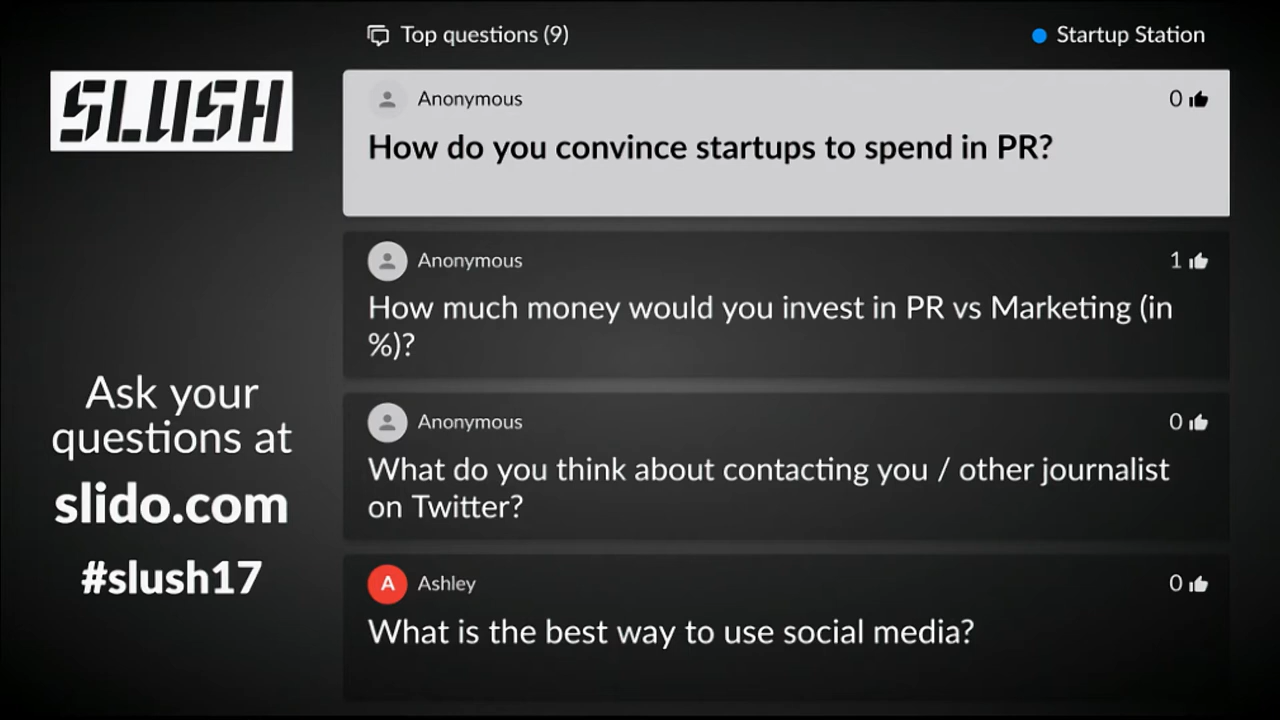 Top questions (9)
Startup Station
SLUSH
Anonymous
0
How do you convince startups to spend in PR?
Anonymous
1
How much money would you invest in PR vs Marketing (in
%)?
Anonymous
0
What do you think about contacting you / other journalist
on Twitter?
A
Ashley
0
What is the best way to use social media?
Ask your
questions at
slido.com
#slush17